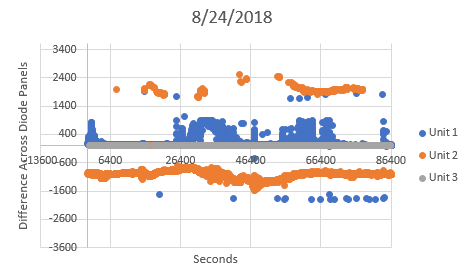 8/24/2018
Difference Across Diode Panels
3400
2400
1400
400
-600
-1600
-2600
-3600
-13600 6400 26400 46400 66400 86400
Seconds
Unit 1
Unit 2
Unit 3